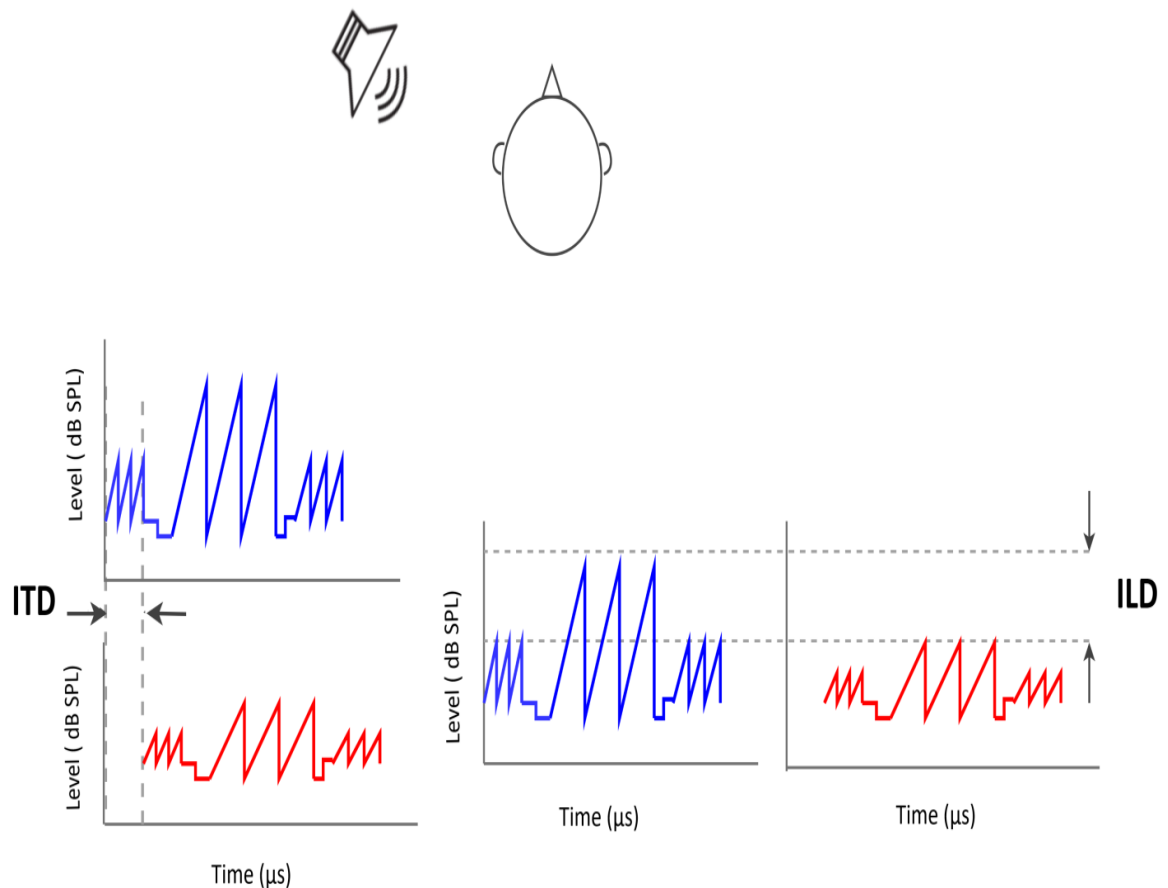 Level ( dB SPL)
ITD
Level ( dB SPL)
Time (µs)
Level ( dB SPL)
Time (µs)
Time (µs)
ILD